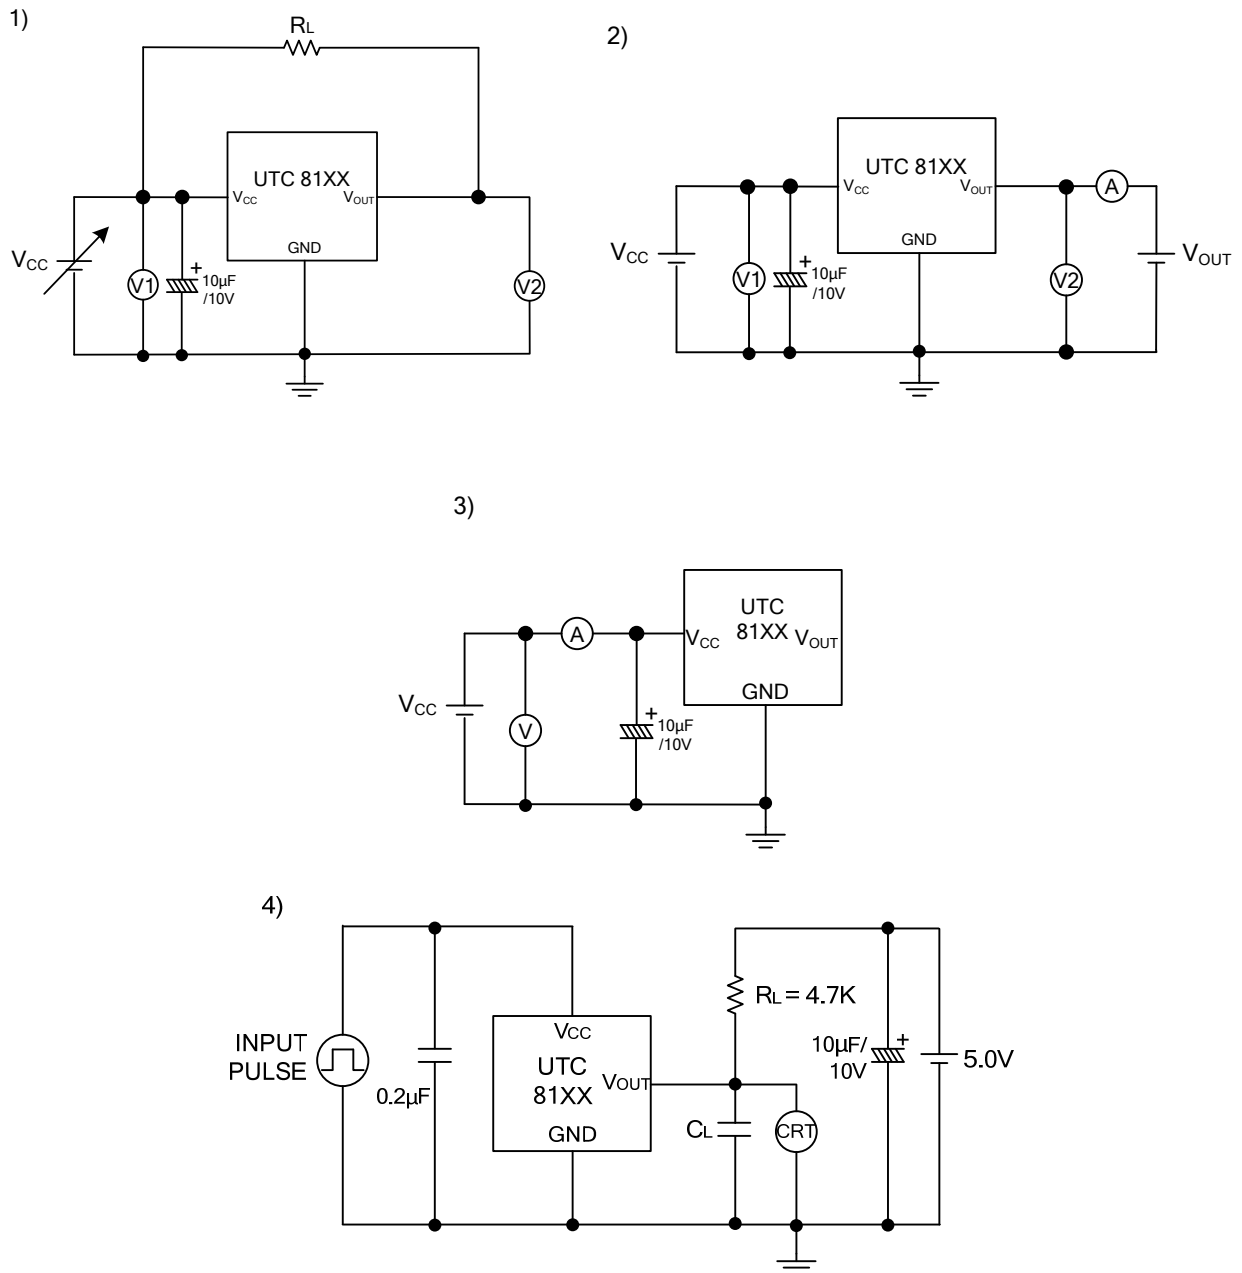 1)
RL
UTC 81XX
VCC
VOUT
GND
VCC
V1
+
10μF
/10V
V2
2)
UTC 81XX
VCC
VOUT
GND
A
VCC
V1
+
10μF
/10V
V2
VOUT
3)
UTC
81XX
VCC
VOUT
GND
A
VCC
V
+
10μF
/10V
4)
INPUT
PULSE
0.2μF
VCC
UTC
81XX
VOUT
GND
RL = 4.7K
CL
CRT
10μF/
10V
+
5.0V